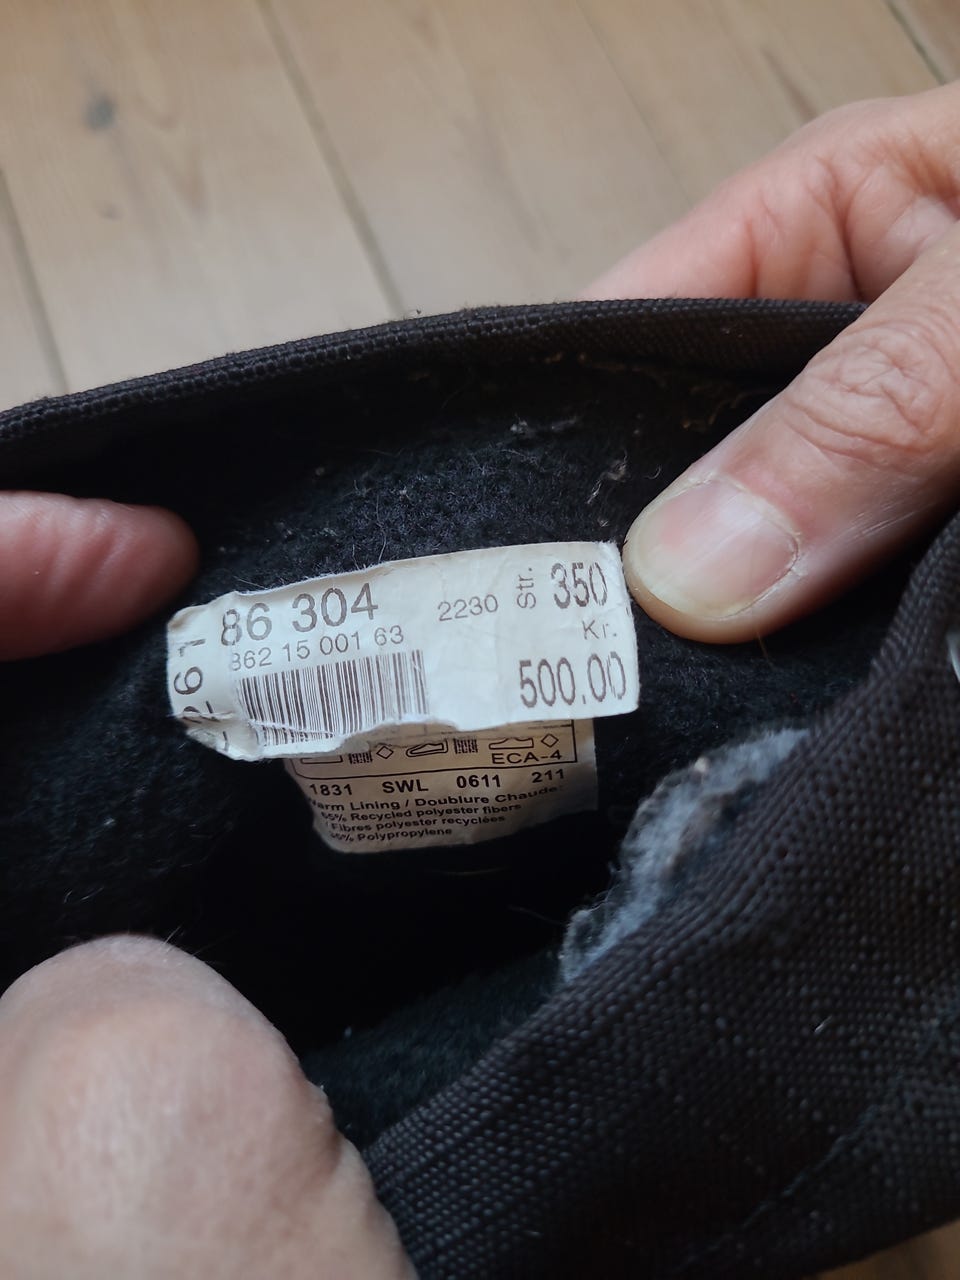 86 304
862 15 001 63
2230 Str. 350
Kr.
500.00
ECA-4
1831 SWL 0611 211
Warm Lining / Doublure Chaude:
65% Recycled polyester fibers
/ Fibres polyester recyclées
Polypropylene